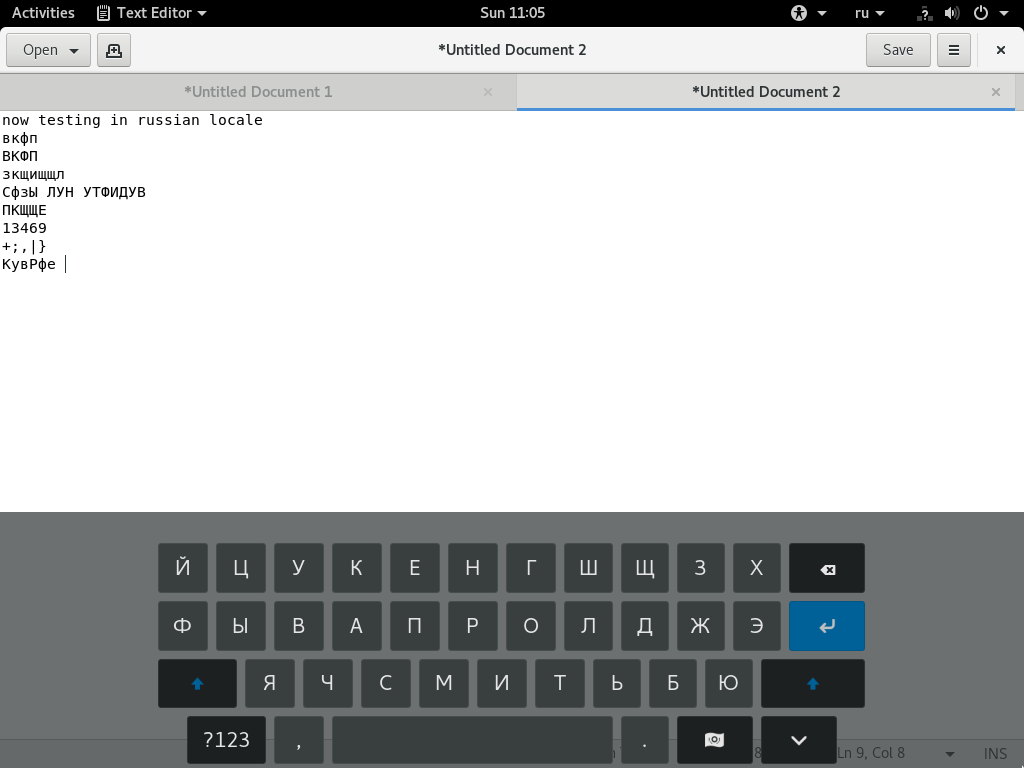 Activities Text Editor Sun 11:05 ru
Open *Untitled Document 2 Save
*Untitled Document 1 *Untitled Document 2
now testing in russian locale
вкфп
ВКФП
зкщищщл
СфзЫ ЛУН УТФИДУВ
ПКЩЩЕ
13469
+;,|}
КувРфе
Й Ц У К Е Н Г Ш Щ З Х
Ф Ы В А П Р О Л Д Ж Э
Я Ч С М И Т Ь Б Ю
?123 , . 8 Ln 9, Col 8 INS